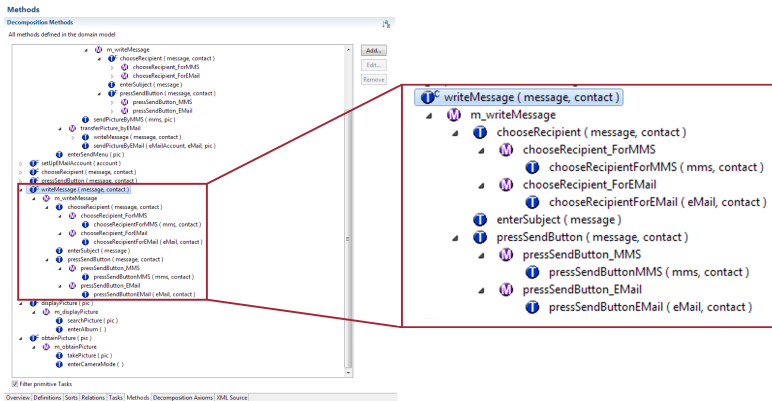 Methods
Decomposition Methods
All methods defined in the domain model
m_writeMessage
chooseRecipient ( message, contact )
chooseRecipient_ForMMS
chooseRecipient_ForEMail
enterSubject ( message )
pressSendButton ( message, contact )
pressSendButton_MMS
pressSendButton_EMail
sendPictureByMMS ( mms, pic )
transferPicture_byEMail
writeMessage ( message, contact )
sendPictureByEmail ( eMailAccount, eMail, pic )
enterSendMenu ( pic )
setUpEMailAccount ( account )
chooseRecipient ( message, contact )
pressSendButton ( message, contact )
writeMessage ( message, contact )
m_writeMessage
chooseRecipient ( message, contact )
chooseRecipient_ForMMS
chooseRecipientForMMS ( mms, contact )
chooseRecipient_ForEMail
chooseRecipientForEMail ( eMail, contact )
enterSubject ( message )
pressSendButton ( message, contact )
pressSendButton_MMS
pressSendButtonMMS ( mms, contact )
pressSendButton_EMail
pressSendButtonEMail ( eMail, contact )
displayPicture ( pic )
m_displayPicture
searchPicture ( pic )
enterAlbum ( )
obtainPicture ( pic )
m_obtainPicture
takePicture ( pic )
enterCameraMode ( )
Add...
Edit...
Remove
Filter primitive Tasks
Overview Definitions Sorts Relations Tasks Methods Decomposition Axioms XML Source
writeMessage ( message, contact )
m_writeMessage
chooseRecipient ( message, contact )
chooseRecipient_ForMMS
chooseRecipientForMMS ( mms, contact )
chooseRecipient_ForEMail
chooseRecipientForEMail ( eMail, contact )
enterSubject ( message )
pressSendButton ( message, contact )
pressSendButton_MMS
pressSendButtonMMS ( mms, contact )
pressSendButton_EMail
pressSendButtonEMail ( eMail, contact )